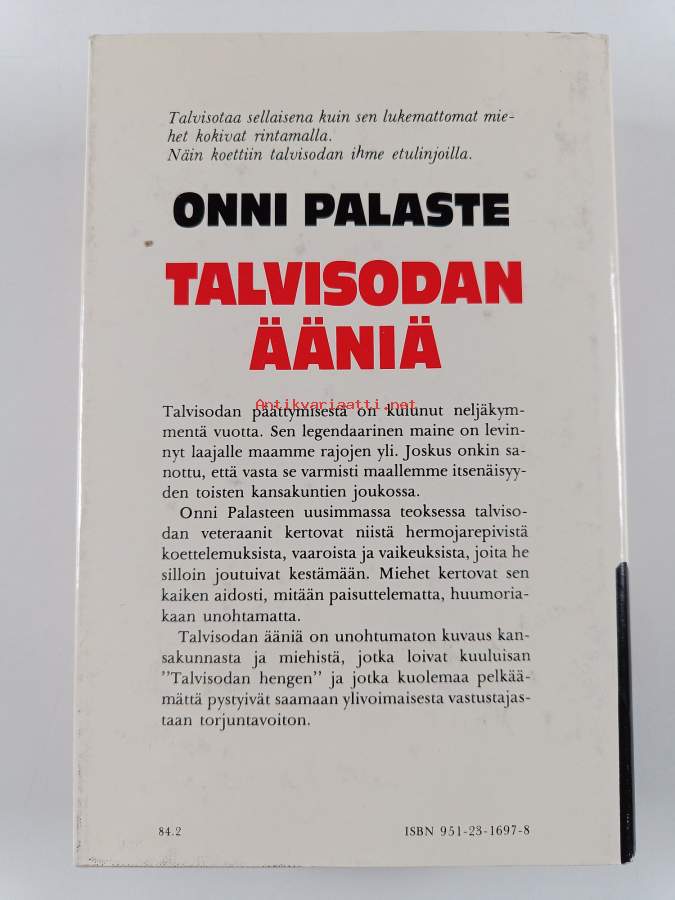 Talvisotaa sellaisena kuin sen lukemattomat mie-
het kokivat rintamalla.
Näin koettiin talvisodan ihme etulinjoilla.
ONNI PALASTE
TALVISODAN
ÄÄNIÄ
Antikvariaatti.net
Talvisodan päättymisestä on kulunut neljäkym-
mentä vuotta. Sen legendaarinen maine on levin-
nyt laajalle maamme rajojen yli. Joskus onkin sa-
nottu, että vasta se varmisti maallemme itsenäisyy-
den toisten kansakuntien joukossa.
Onni Palasteen uusimmassa teoksessa talviso-
dan veteraanit kertovat niistä hermojarepivistä
koettelemuksista, vaaroista ja vaikeuksista, joita he
silloin joutuivat kestämään. Miehet kertovat sen
kaiken aidosti, mitään paisuttelematta, huumoria-
kaan unohtamatta.
Talvisodan ääniä on unohtumaton kuvaus kan-
sakunnasta ja miehistä, jotka loivat kuuluisan
"Talvisodan hengen" ja jotka kuolemaa pelkää-
mättä pystyivät saamaan ylivoimaisesta vastustajas-
taan torjuntavoiton.
84.2
ISBN 951-23-1697-8